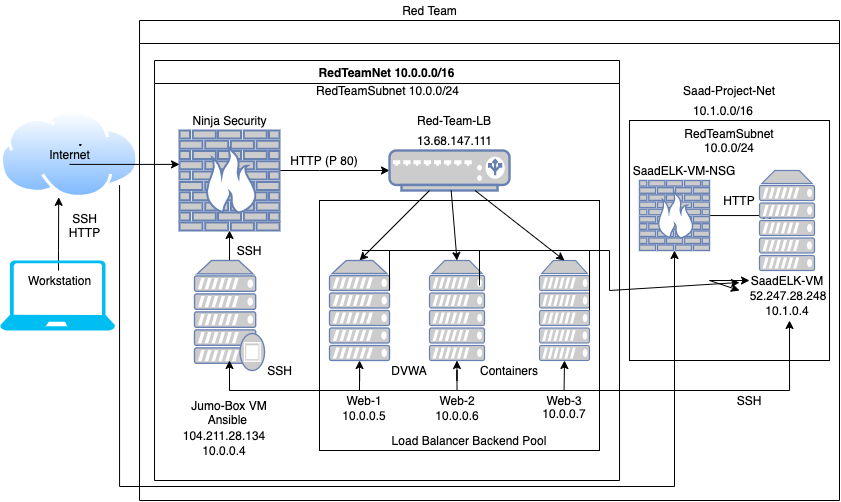 Red Team
RedTeamNet 10.0.0.0/16
RedTeamSubnet 10.0.0/24
Ninja Security
Red-Team-LB
13.68.147.111
HTTP (P 80)
Internet
SSH
HTTP
Workstation
SSH
SSH
Jumo-Box VM
Ansible
104.211.28.134
10.0.0.4
DVWA
Containers
Web-1
10.0.0.5
Web-2
10.0.0.6
Web-3
10.0.0.7
Load Balancer Backend Pool
Saad-Project-Net
10.1.0.0/16
RedTeamSubnet
10.0.0/24
SaadELK-VM-NSG
HTTP
SaadELK-VM
52.247.28.248
10.1.0.4
SSH